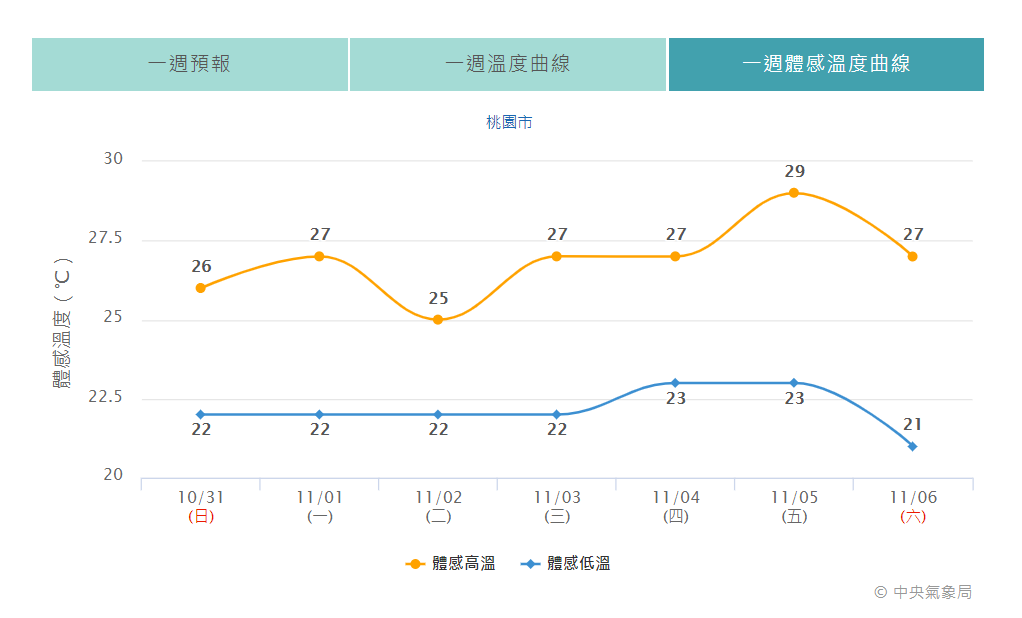 一週預報
一週溫度曲線
一週體感溫度曲線
桃園市
體感溫度 ( ℃ )
30
27.5
25
22.5
20
26
27
25
27
27
29
27
22
22
22
22
23
23
21
10/31
(日)
11/01
(一)
11/02
(二)
11/03
(三)
11/04
(四)
11/05
(五)
11/06
(六)
體感高溫
體感低溫
© 中央氣象局